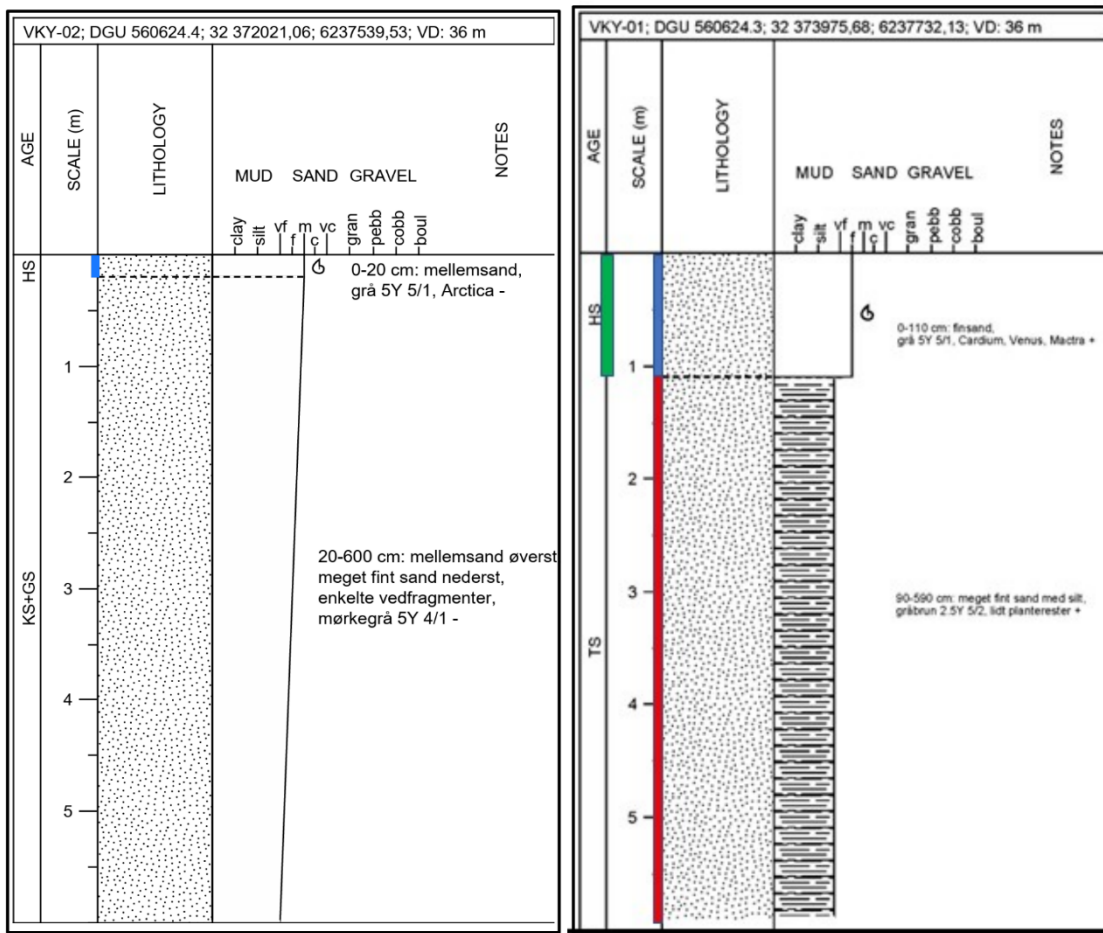 VKY-02; DGU 560624.4; 32 372021,06; 6237539,53; VD: 36 m
AGE
SCALE (m)
LITHOLOGY
MUD SAND GRAVEL
NOTES
clay
silt
vf
f
m
c
vc
gran
pebb
cobb
boul
HS
0-20 cm: mellemsand,
grå 5Y 5/1, Arctica -
1
2
3
4
5
KS+GS
20-600 cm: mellemsand øverst
meget fint sand nederst,
enkelte vedfragmenter,
mørkegrå 5Y 4/1 -
VKY-01; DGU 560624.3; 32 373975,68; 6237732,13; VD: 36 m
AGE
SCALE (m)
LITHOLOGY
MUD SAND GRAVEL
NOTES
clay
silt
vf
f
m
c
vc
gran
pebb
cobb
boul
HS
0-110 cm: finsand,
grå 5Y 5/1, Cardium, Venus, Mactra +
1
2
3
4
5
TS
90-590 cm: meget fint sand med silt,
gråbrun 2.5Y 5/2, lidt planterester +